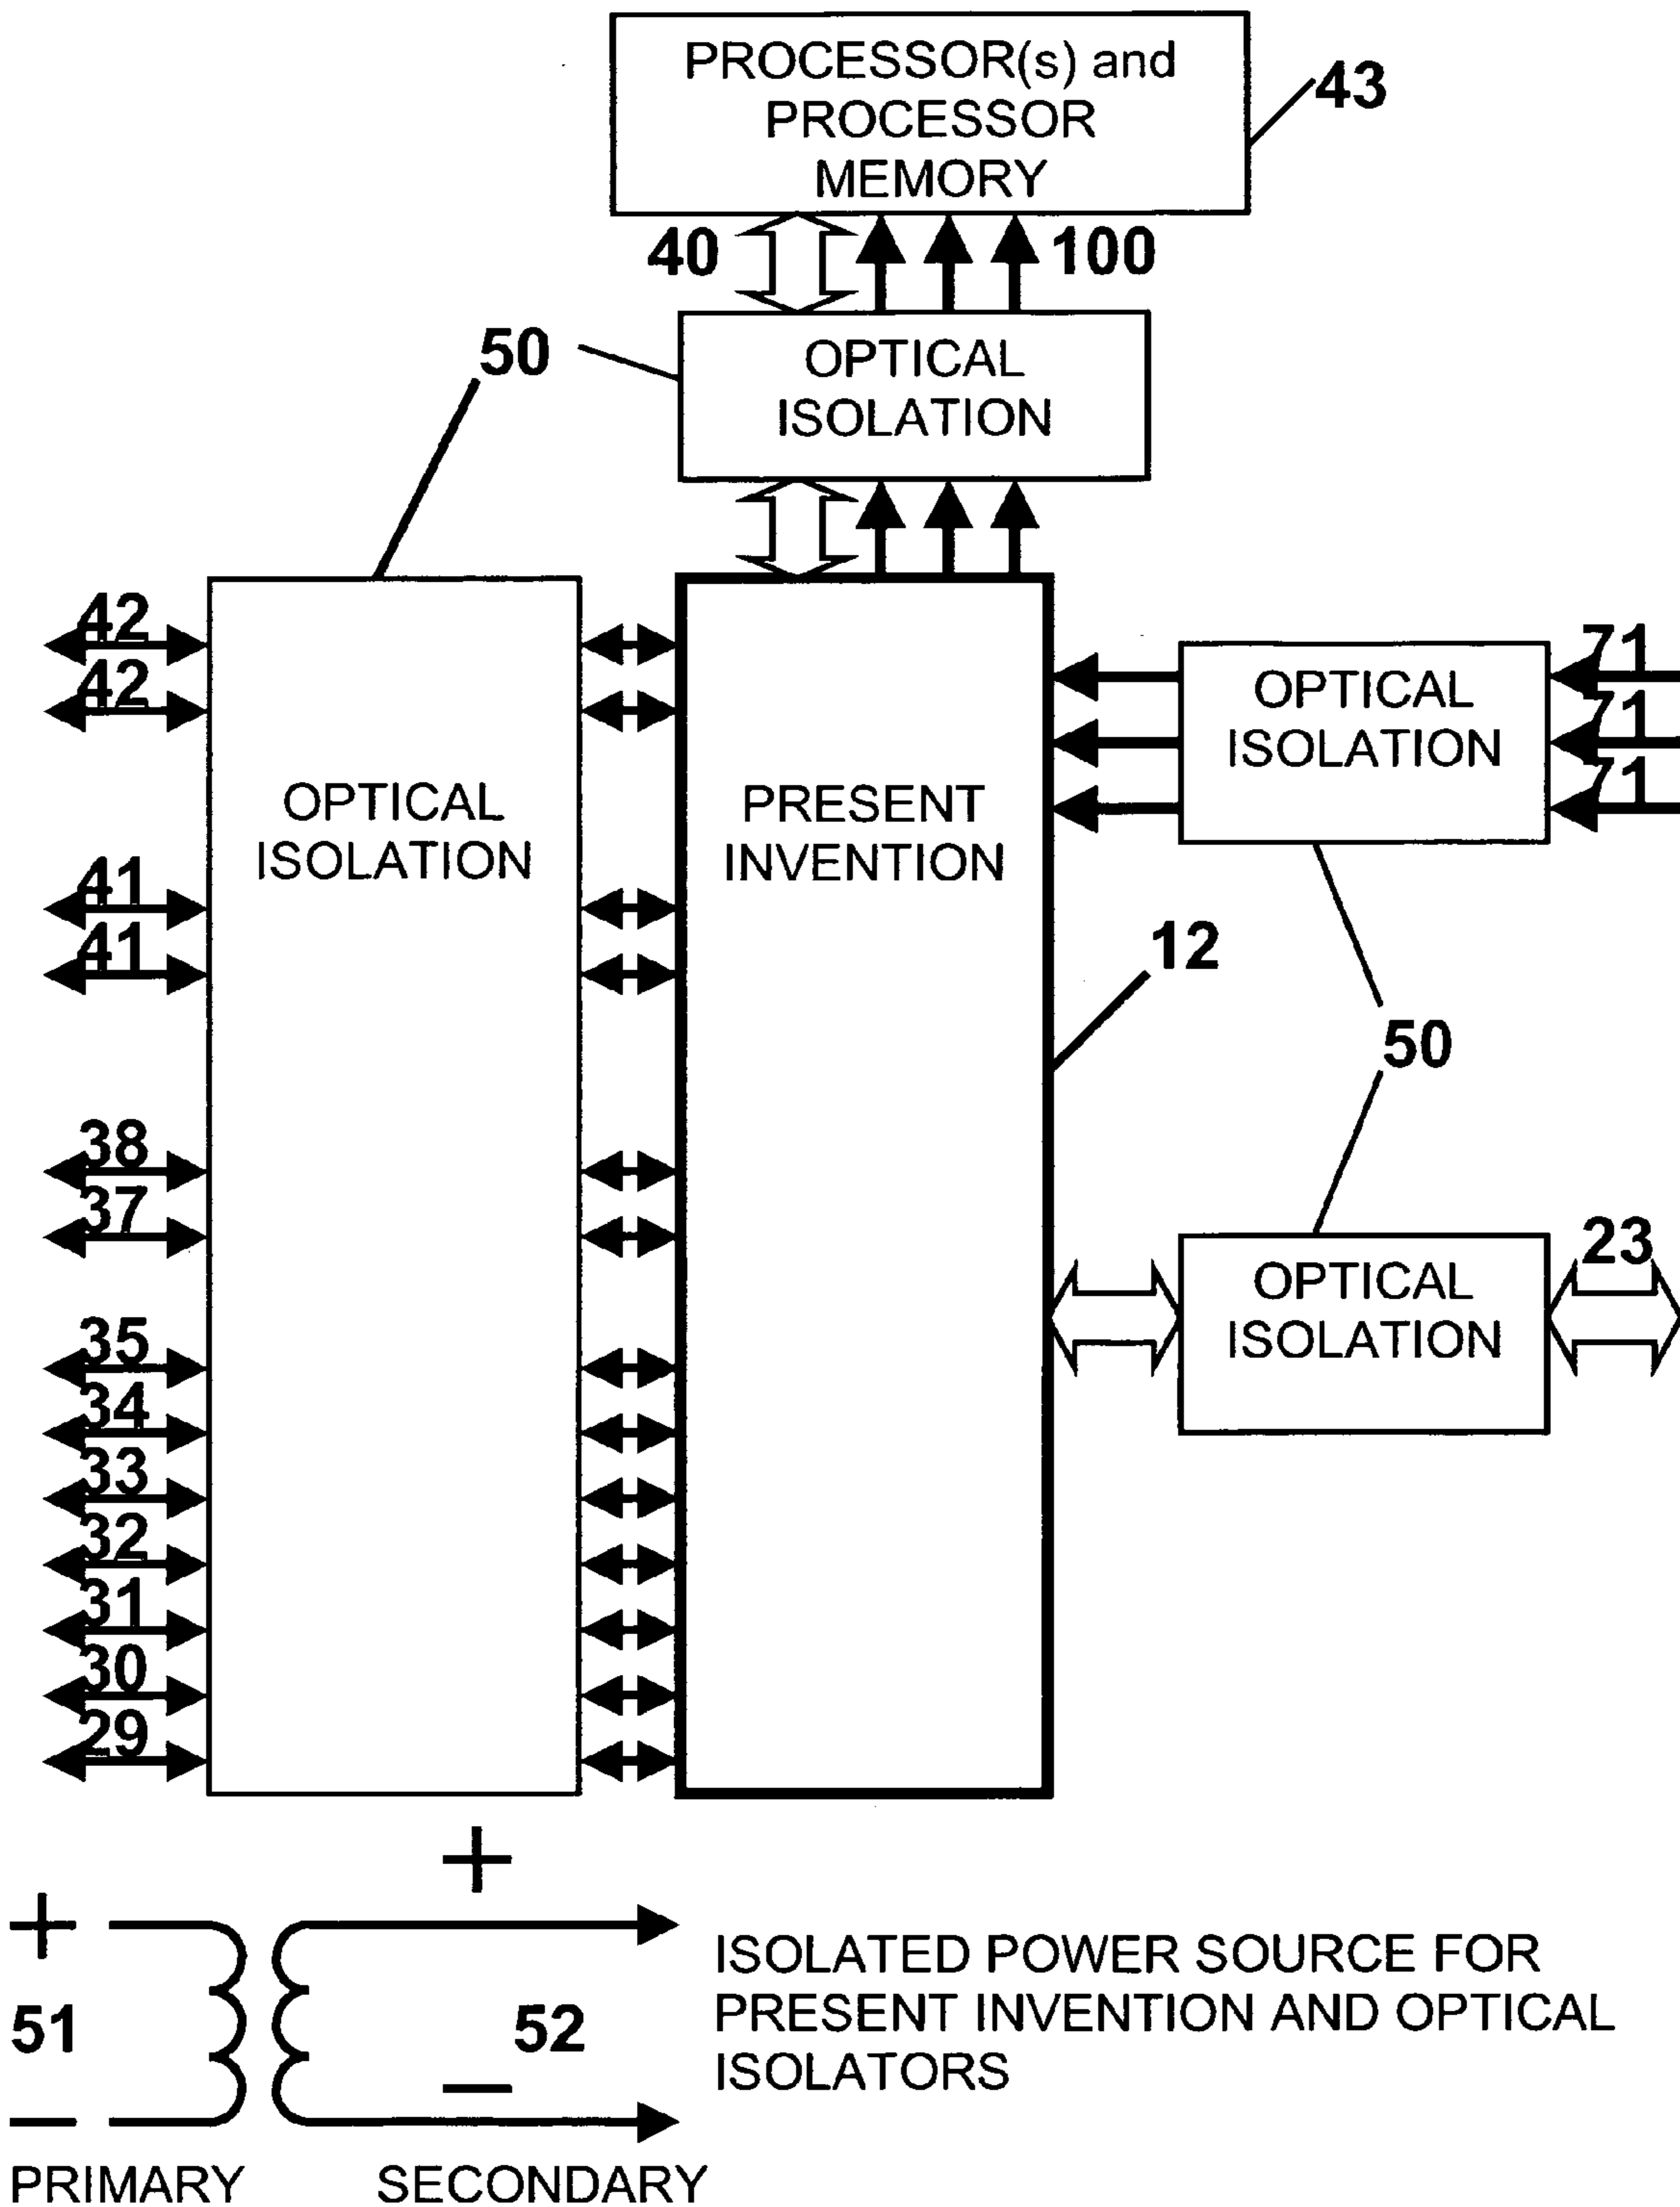 PROCESSOR(s) and
PROCESSOR
MEMORY
43
40
100
OPTICAL
ISOLATION
50
42
42
41
41
38
37
35
34
33
32
31
30
29
OPTICAL
ISOLATION
PRESENT
INVENTION
12
OPTICAL
ISOLATION
71
71
71
50
OPTICAL
ISOLATION
23
+
+
51
52
−
−
ISOLATED POWER SOURCE FOR
PRESENT INVENTION AND OPTICAL
ISOLATORS
PRIMARY
SECONDARY